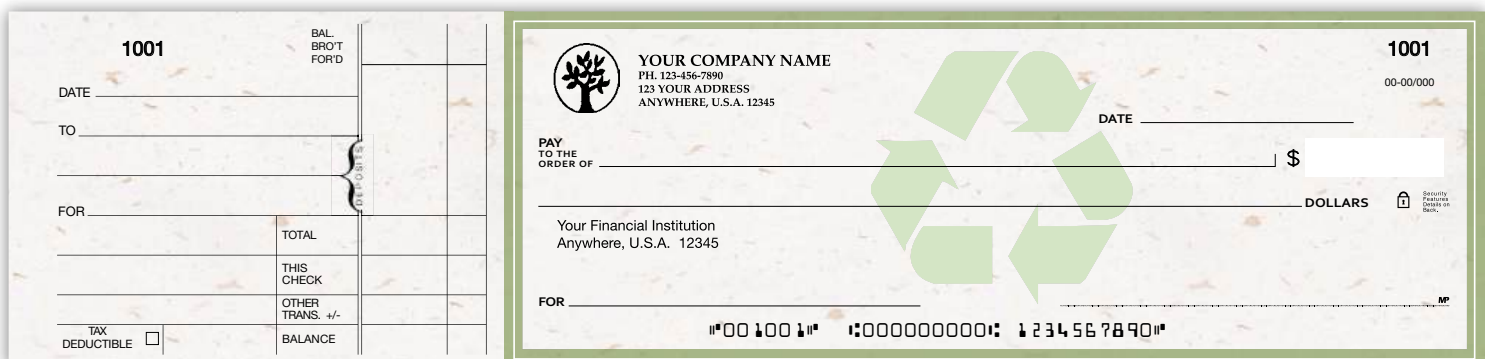 1001
BAL.
BRO'T
FOR'D
DATE
TO
DEPOSITS
FOR
TOTAL
THIS
CHECK
OTHER
TRANS. +/-
TAX
DEDUCTIBLE
BALANCE
YOUR COMPANY NAME
PH. 123-456-7890
123 YOUR ADDRESS
ANYWHERE, U.S.A. 12345
1001
00-00/000
DATE
PAY
TO THE
ORDER OF
$
DOLLARS
Security
Features
Details on
Back.
Your Financial Institution
Anywhere, U.S.A. 12345
FOR
MP
⑈001001⑈ ⑆000000000⑆ 1234567890⑈